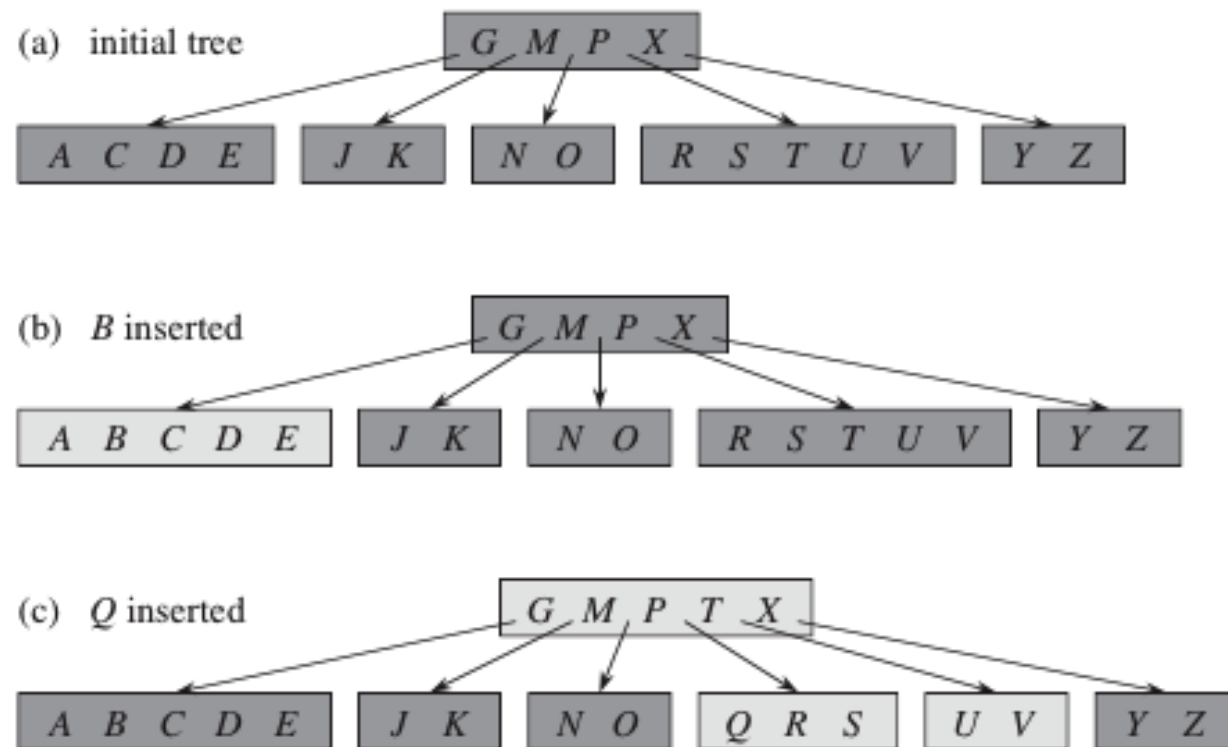 (a) initial tree
G M P X
A C D E J K N O R S T U V Y Z
(b) B inserted
G M P X
A B C D E J K N O R S T U V Y Z
(c) Q inserted
G M P T X
A B C D E J K N O Q R S U V Y Z